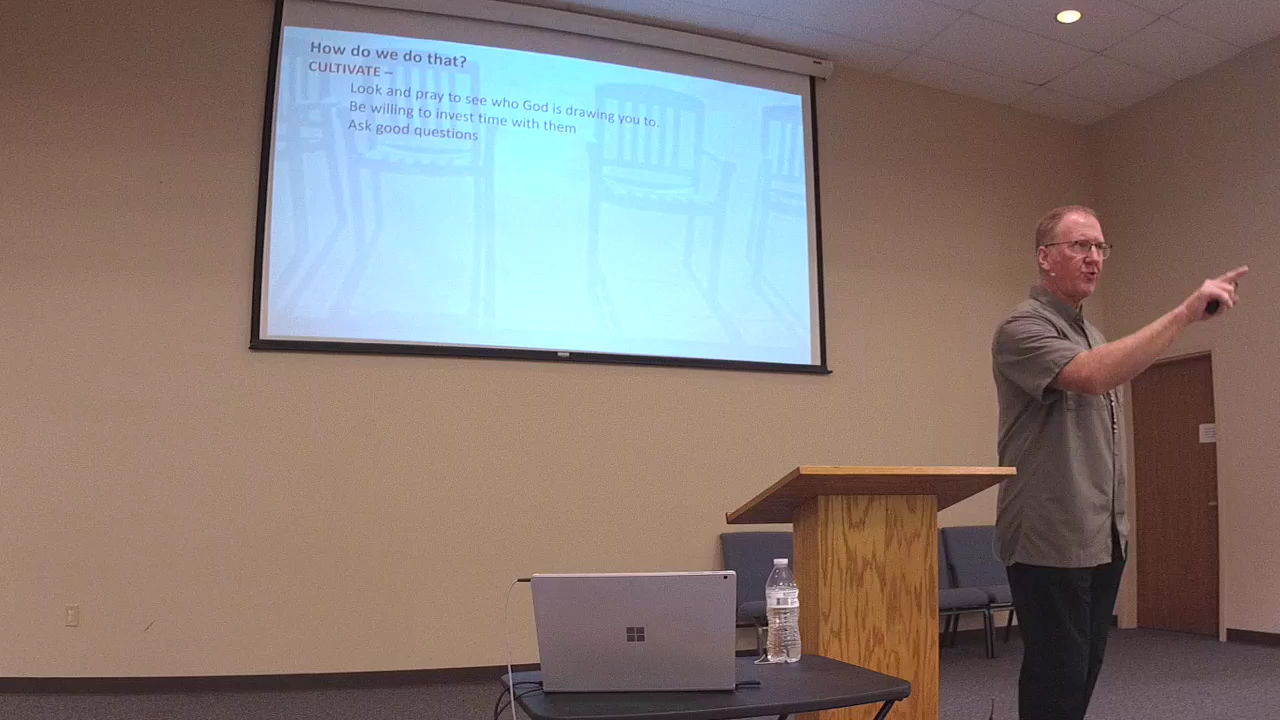 How do we do that?
CULTIVATE –
Look and pray to see who God is drawing you to.
Be willing to invest time with them
Ask good questions